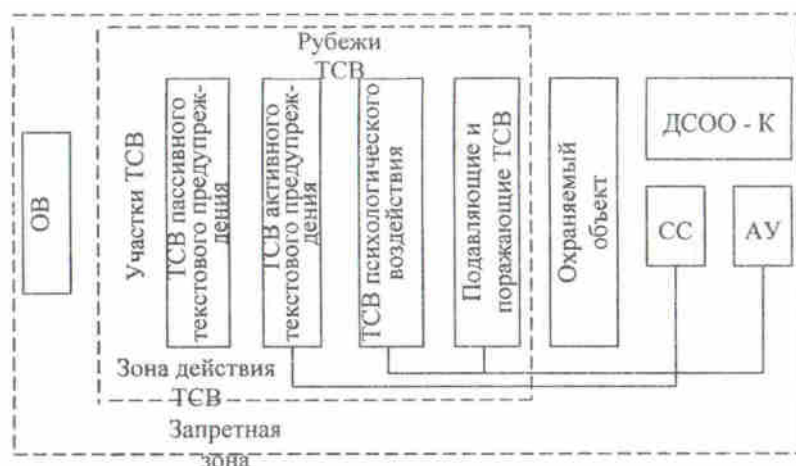 Рубежи
ТСВ
ОВ
Участки ТСВ
ТСВ пассивного
текстового предупреж-
дения
ТСВ активного
текстового предупреж-
дения
ТСВ психологического
воздействия
Подавляющие и
поражающие ТСВ
Охраняемый
объект
ДСОО - К
СС
АУ
Зона действия
ТСВ
Запретная
зона